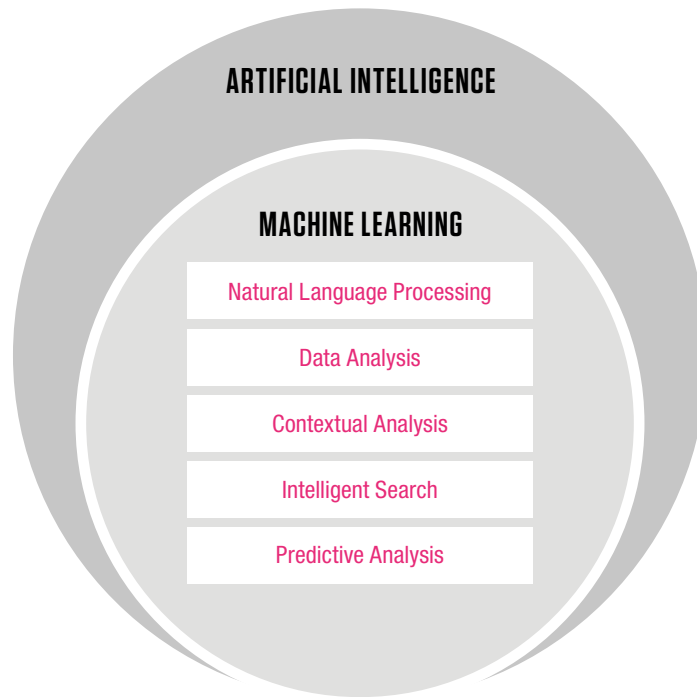 ARTIFICIAL INTELLIGENCE
MACHINE LEARNING
Natural Language Processing
Data Analysis
Contextual Analysis
Intelligent Search
Predictive Analysis